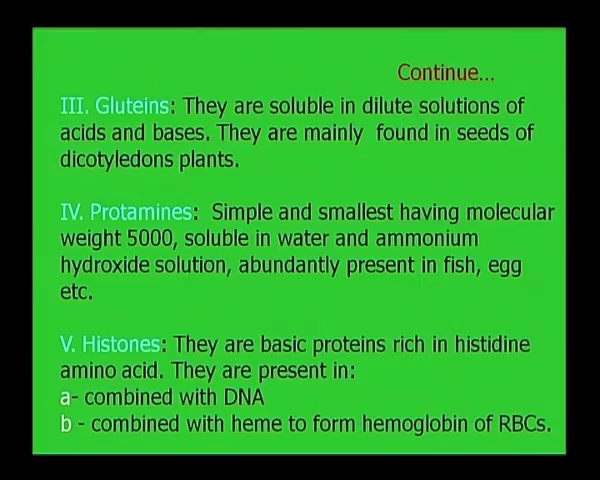 Continue...
III. Gluteins: They are soluble in dilute solutions of
acids and bases. They are mainly found in seeds of
dicotyledons plants.
IV. Protamines: Simple and smallest having molecular
weight 5000, soluble in water and ammonium
hydroxide solution, abundantly present in fish, egg
etc.
V. Histones: They are basic proteins rich in histidine
amino acid. They are present in:
a- combined with DNA
b - combined with heme to form hemoglobin of RBCs.